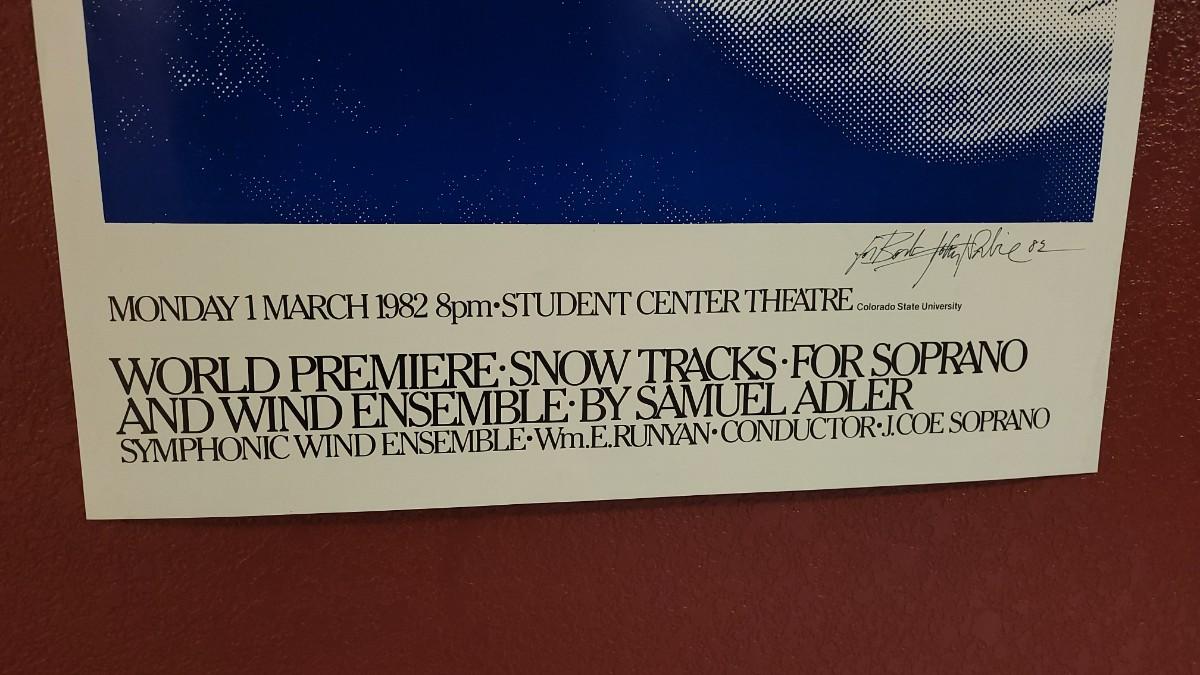 82
MONDAY 1 MARCH 1982 8pm·STUDENT CENTER THEATRE Colorado State University
WORLD PREMIERE·SNOW TRACKS·FOR SOPRANO
AND WIND ENSEMBLE·BY SAMUEL ADLER
SYMPHONIC WIND ENSEMBLE·Wm.E.RUNYAN·CONDUCTOR·J.COE SOPRANO